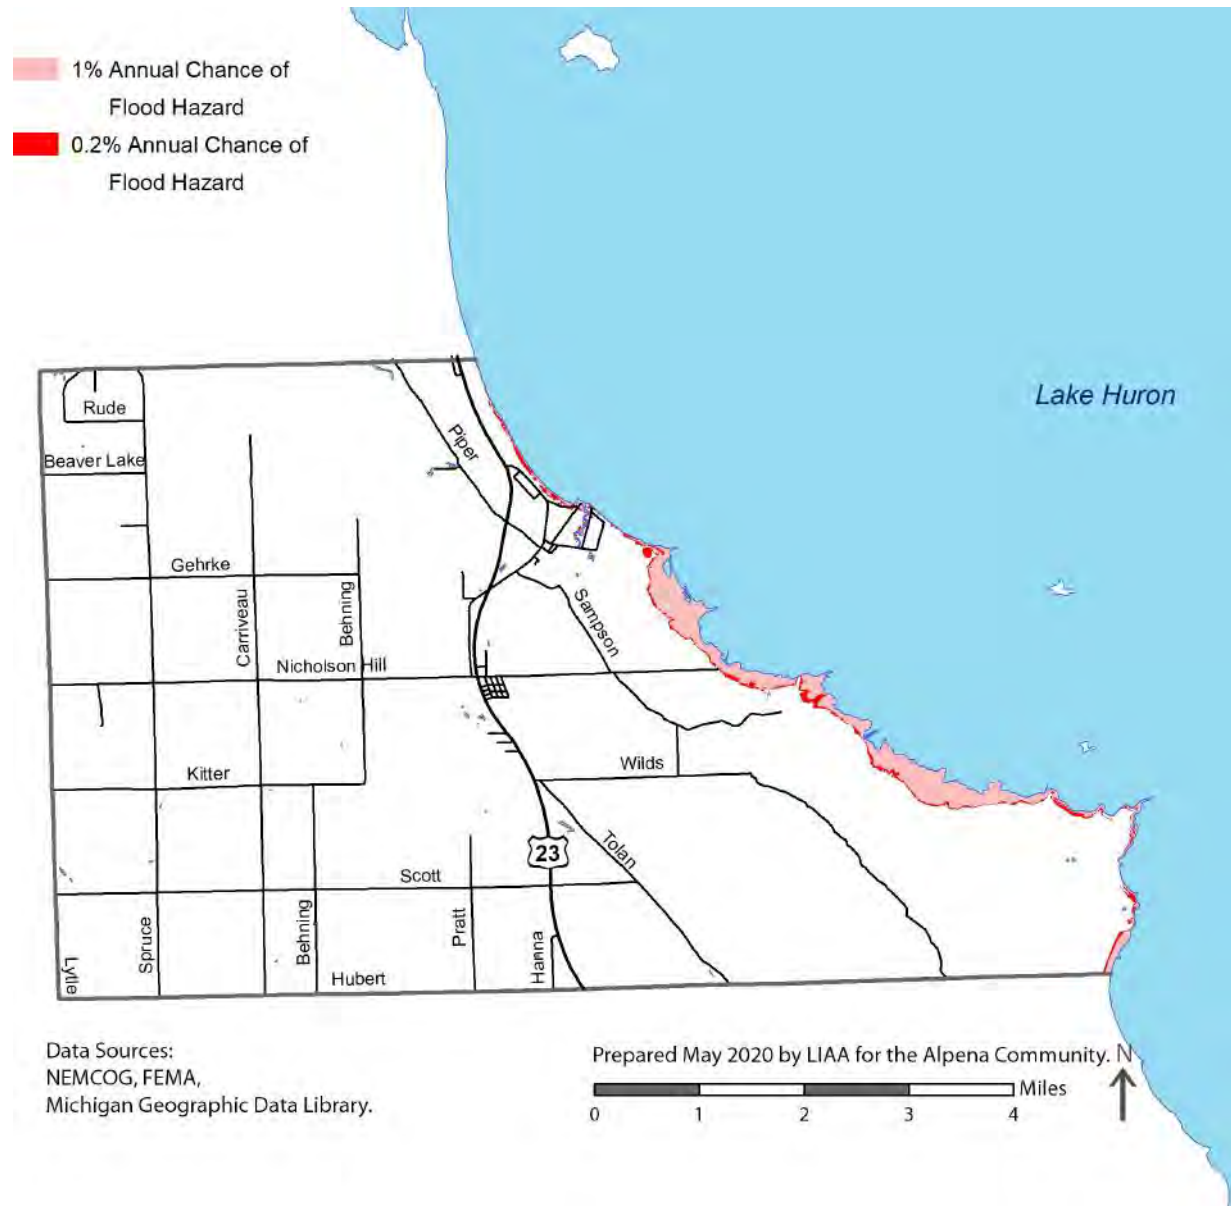 1% Annual Chance of
Flood Hazard
0.2% Annual Chance of
Flood Hazard
Lake Huron
Rude
Piper
Beaver Lake
Gehrke
Carriveau
Behning
Sampson
Nicholson Hill
Kitter
Wilds
23
Tolan
Scott
Spruce
Behning
Pratt
Hanna
Lylle
Hubert
Data Sources:
NEMCOG, FEMA,
Michigan Geographic Data Library.
Prepared May 2020 by LIAA for the Alpena Community.
N
Miles
0 1 2 3 4